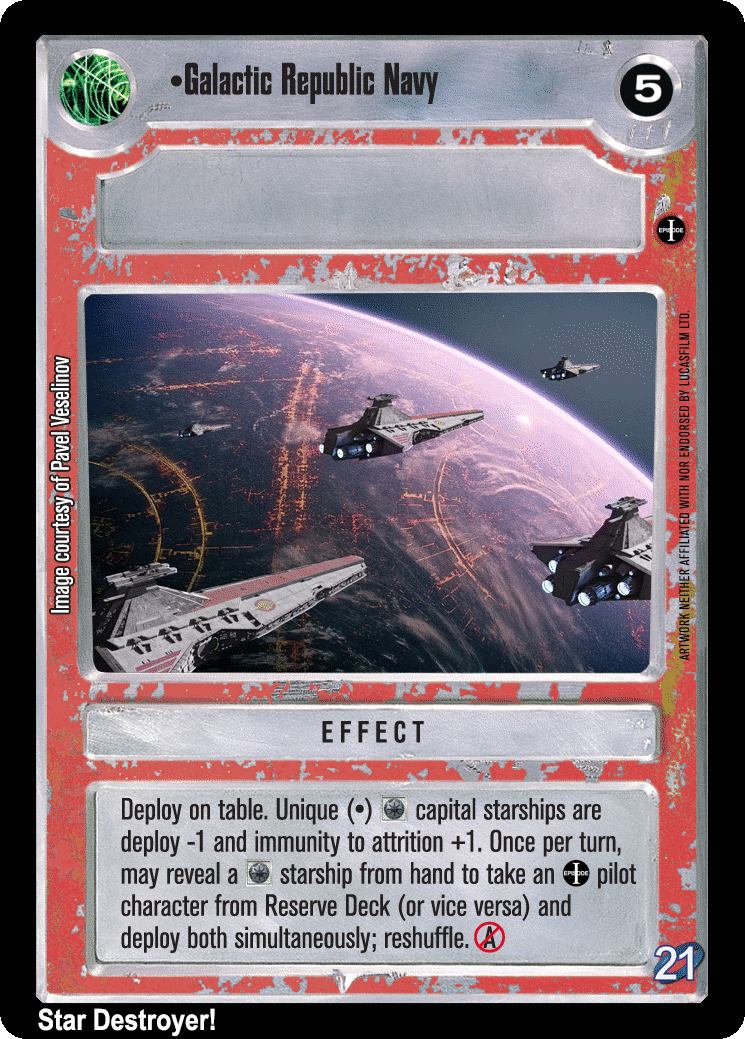 •Galactic Republic Navy
5
EPISODE I
Image courtesy of Pavel Veselinov
ARTWORK NEITHER AFFILIATED WITH NOR ENDORSED BY LUCASFILM LTD.
EFFECT
Deploy on table. Unique (•) capital starships are
deploy -1 and immunity to attrition +1. Once per turn,
may reveal a starship from hand to take an EPISODE I pilot
character from Reserve Deck (or vice versa) and
deploy both simultaneously; reshuffle. A
21
Star Destroyer!